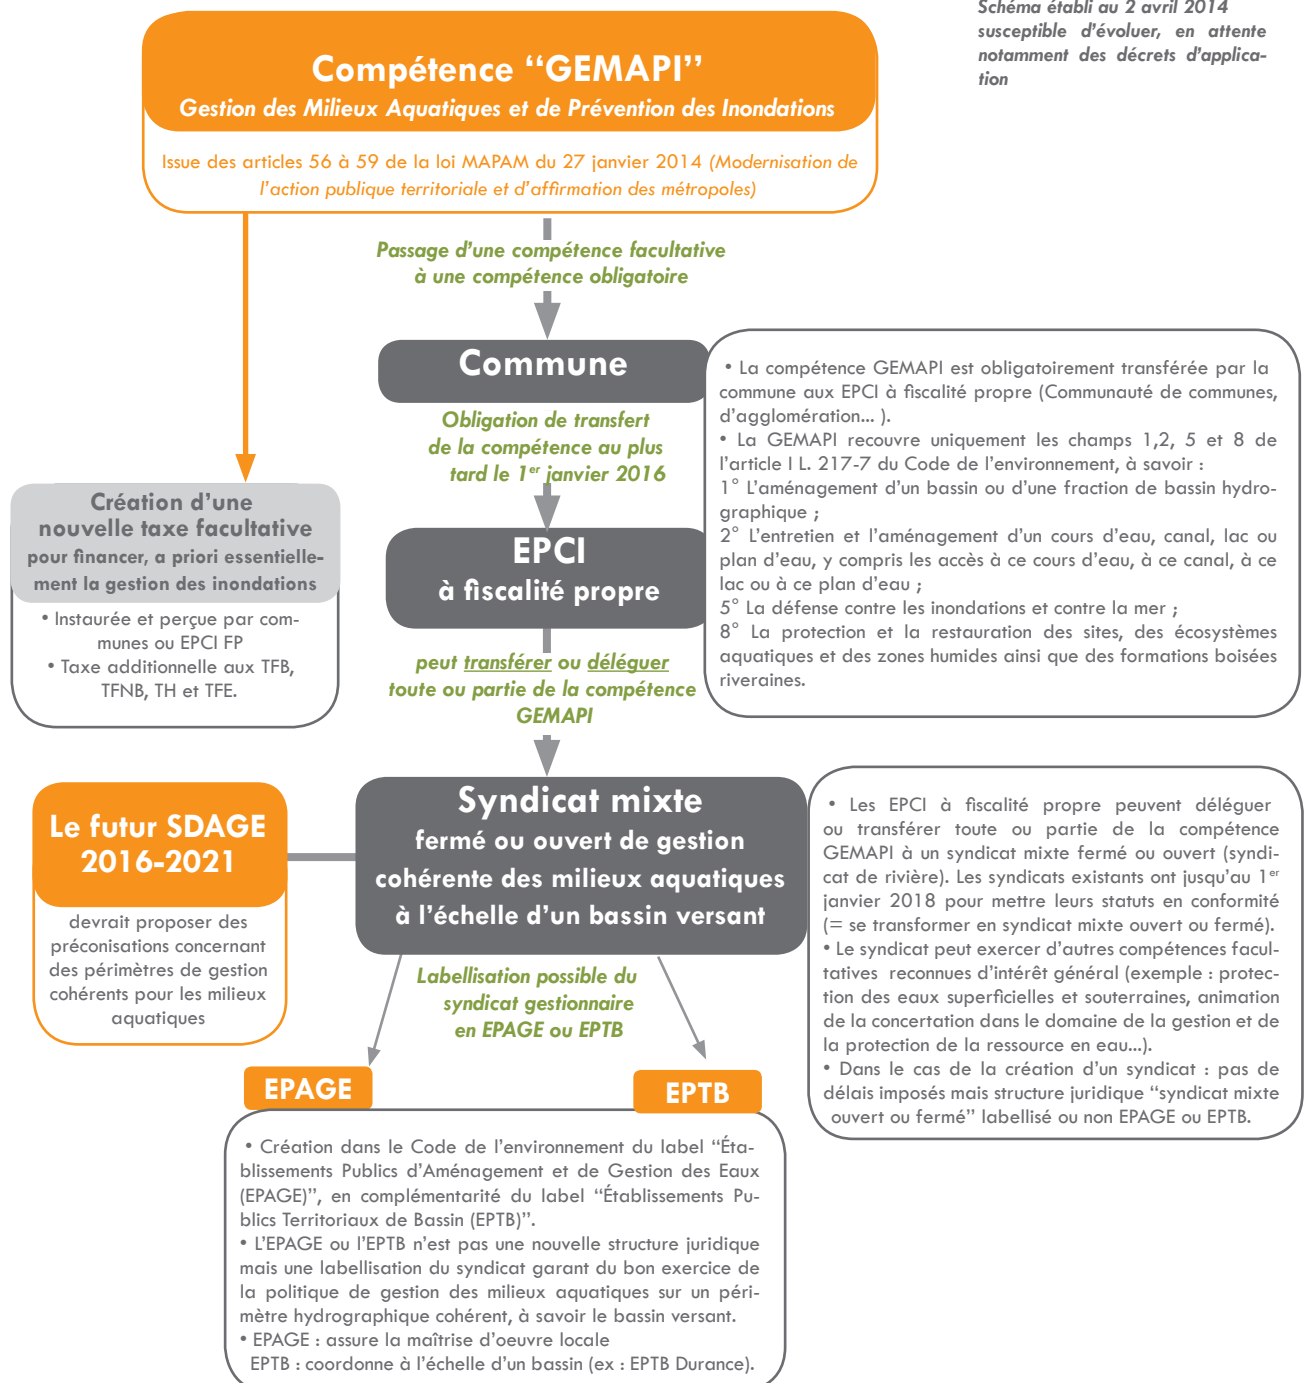 Schéma établi au 2 avril 2014
susceptible d'évoluer, en attente
notamment des décrets d'applica-
tion
Compétence “GEMAPI”
Gestion des Milieux Aquatiques et de Prévention des Inondations
Issue des articles 56 à 59 de la loi MAPAM du 27 janvier 2014 (Modernisation de
l'action publique territoriale et d'affirmation des métropoles)
Passage d'une compétence facultative
à une compétence obligatoire
Commune
Obligation de transfert
de la compétence au plus
tard le 1er janvier 2016
• La compétence GEMAPI est obligatoirement transférée par la
commune aux EPCI à fiscalité propre (Communauté de communes,
d'agglomération... ).
• La GEMAPI recouvre uniquement les champs 1,2, 5 et 8 de
l'article I L. 217-7 du Code de l'environnement, à savoir :
1° L'aménagement d'un bassin ou d'une fraction de bassin hydro-
graphique ;
2° L'entretien et l'aménagement d'un cours d'eau, canal, lac ou
plan d'eau, y compris les accès à ce cours d'eau, à ce canal, à ce
lac ou à ce plan d'eau ;
5° La défense contre les inondations et contre la mer ;
8° La protection et la restauration des sites, des écosystèmes
aquatiques et des zones humides ainsi que des formations boisées
riveraines.
Création d'une
nouvelle taxe facultative
pour financer, a priori essentielle-
ment la gestion des inondations
• Instaurée et perçue par com-
munes ou EPCI FP
• Taxe additionnelle aux TFB,
TFNB, TH et TFE.
EPCI
à fiscalité propre
peut transférer ou déléguer
toute ou partie de la compétence
GEMAPI
Le futur SDAGE
2016-2021
devrait proposer des
préconisations concernant
des périmètres de gestion
cohérents pour les milieux
aquatiques
Syndicat mixte
fermé ou ouvert de gestion
cohérente des milieux aquatiques
à l'échelle d'un bassin versant
• Les EPCI à fiscalité propre peuvent déléguer
ou transférer toute ou partie de la compétence
GEMAPI à un syndicat mixte fermé ou ouvert (syndi-
cat de rivière). Les syndicats existants ont jusqu'au 1er
janvier 2018 pour mettre leurs statuts en conformité
(= se transformer en syndicat mixte ouvert ou fermé).
• Le syndicat peut exercer d'autres compétences facul-
tatives reconnues d'intérêt général (exemple : protec-
tion des eaux superficielles et souterraines, animation
de la concertation dans le domaine de la gestion et de
la protection de la ressource en eau...).
• Dans le cas de la création d'un syndicat : pas de
délais imposés mais structure juridique “syndicat mixte
ouvert ou fermé” labellisé ou non EPAGE ou EPTB.
Labellisation possible du
syndicat gestionnaire
en EPAGE ou EPTB
EPAGE
EPTB
• Création dans le Code de l'environnement du label “Éta-
blissements Publics d'Aménagement et de Gestion des Eaux
(EPAGE)”, en complémentarité du label “Établissements Pu-
blics Territoriaux de Bassin (EPTB)”.
• L'EPAGE ou l'EPTB n'est pas une nouvelle structure juridique
mais une labellisation du syndicat garant du bon exercice de
la politique de gestion des milieux aquatiques sur un péri-
mètre hydrographique cohérent, à savoir le bassin versant.
• EPAGE : assure la maîtrise d'oeuvre locale
EPTB : coordonne à l'échelle d'un bassin (ex : EPTB Durance).